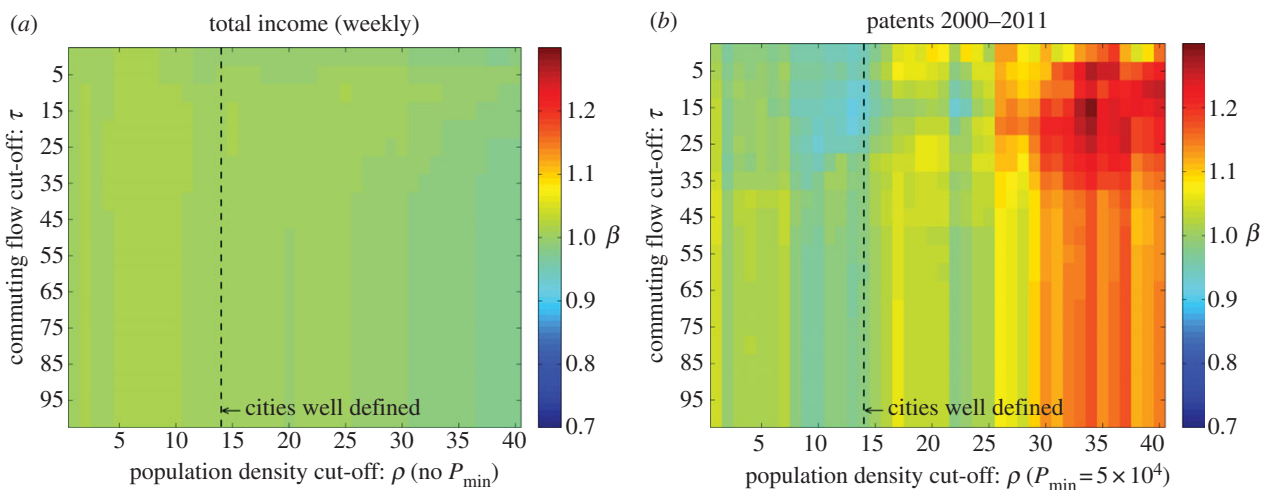 (a) total income (weekly)
commuting flow cut-off: τ
5
15
25
35
45
55
65
75
85
95
← cities well defined
5 10 15 20 25 30 35 40
population density cut-off: ρ (no Pmin)
1.2
1.1
1.0
0.9
0.8
0.7
β
(b) patents 2000–2011
commuting flow cut-off: τ
5
15
25
35
45
55
65
75
85
95
← cities well defined
5 10 15 20 25 30 35 40
population density cut-off: ρ (Pmin = 5 × 10⁴)
1.2
1.1
1.0
0.9
0.8
0.7
β